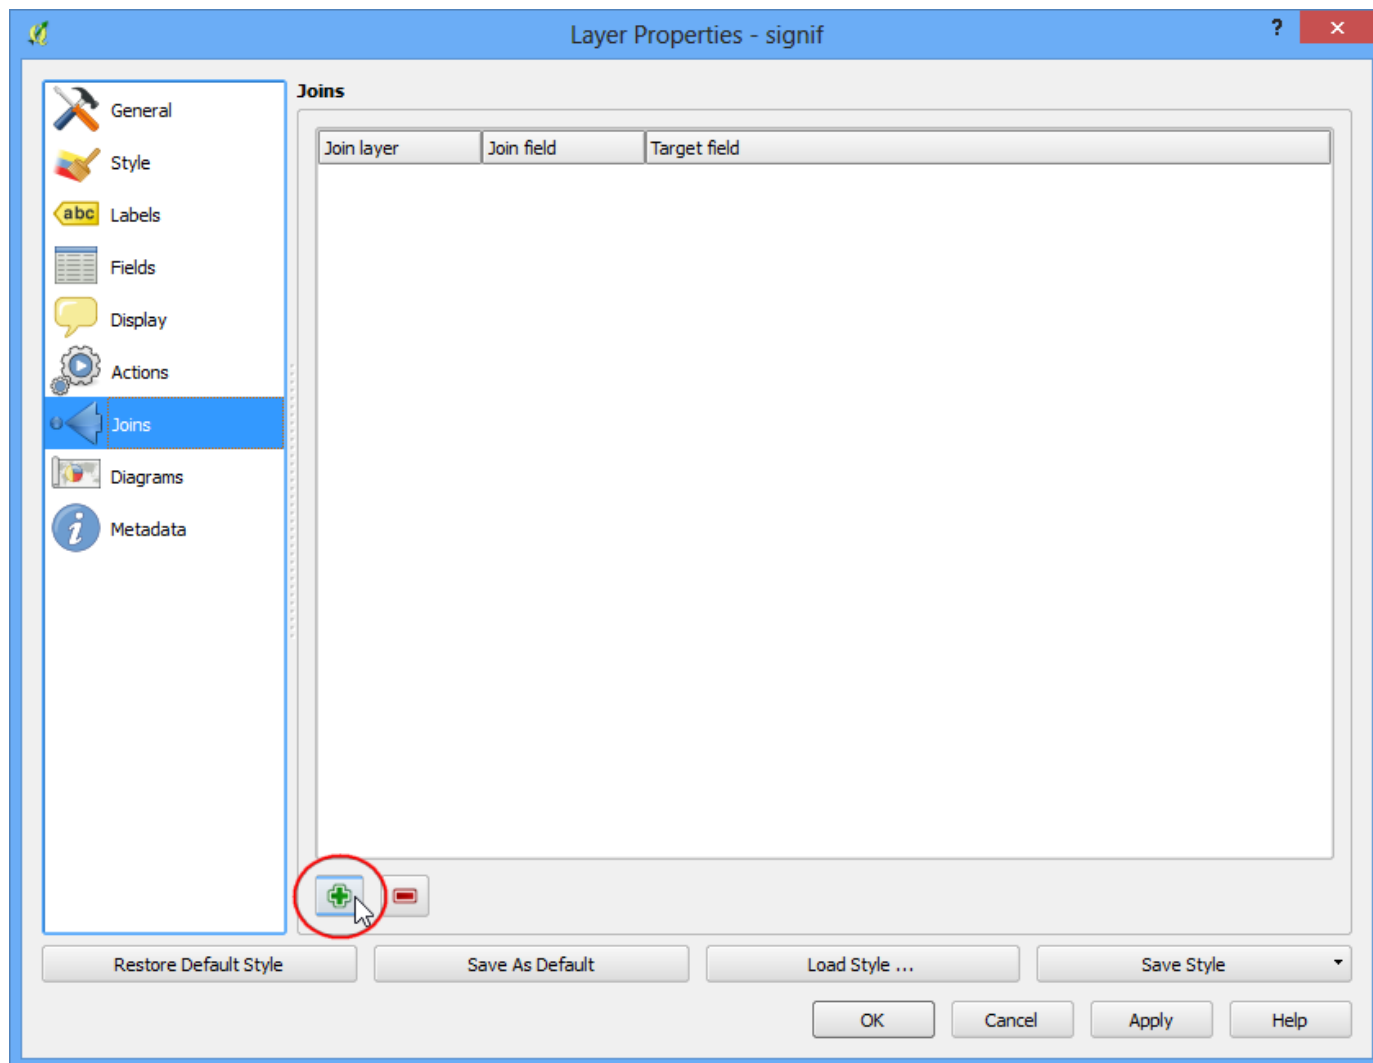 Layer Properties - signif
?
General
Style
abc Labels
Fields
Display
Actions
Joins
Diagrams
Metadata
Joins
Join layer Join field Target field
Restore Default Style Save As Default Load Style ... Save Style
OK Cancel Apply Help